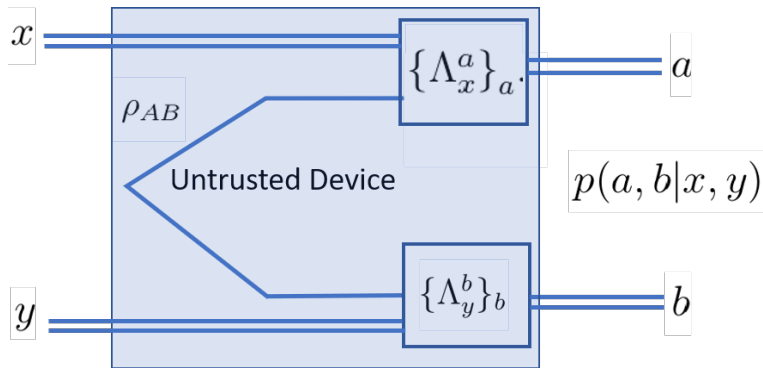 x
{Λ_x^a}_a.
a
ρ_AB
Untrusted Device
p(a, b|x, y)
{Λ_y^b}_b
y
b